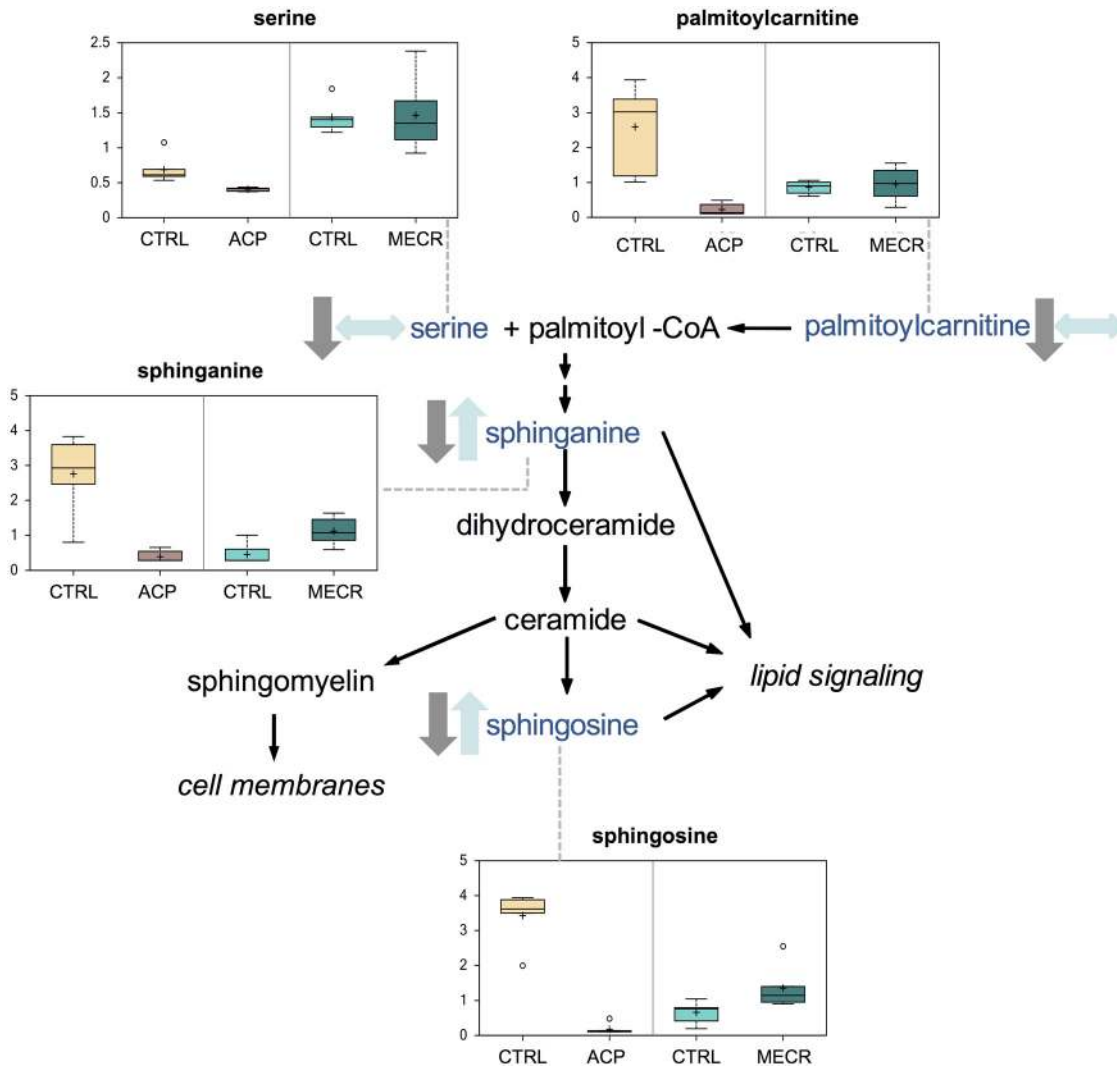 serine
palmitoylcarnitine
2.5
2
1.5
1
0.5
0
CTRL ACP CTRL MECR
5
4
3
2
1
0
CTRL ACP CTRL MECR
serine + palmitoyl -CoA palmitoylcarnitine
sphinganine
5
4
3
2
1
0
CTRL ACP CTRL MECR
sphinganine
dihydroceramide
ceramide
sphingomyelin
lipid signaling
sphingosine
cell membranes
sphingosine
5
4
3
2
1
0
CTRL ACP CTRL MECR